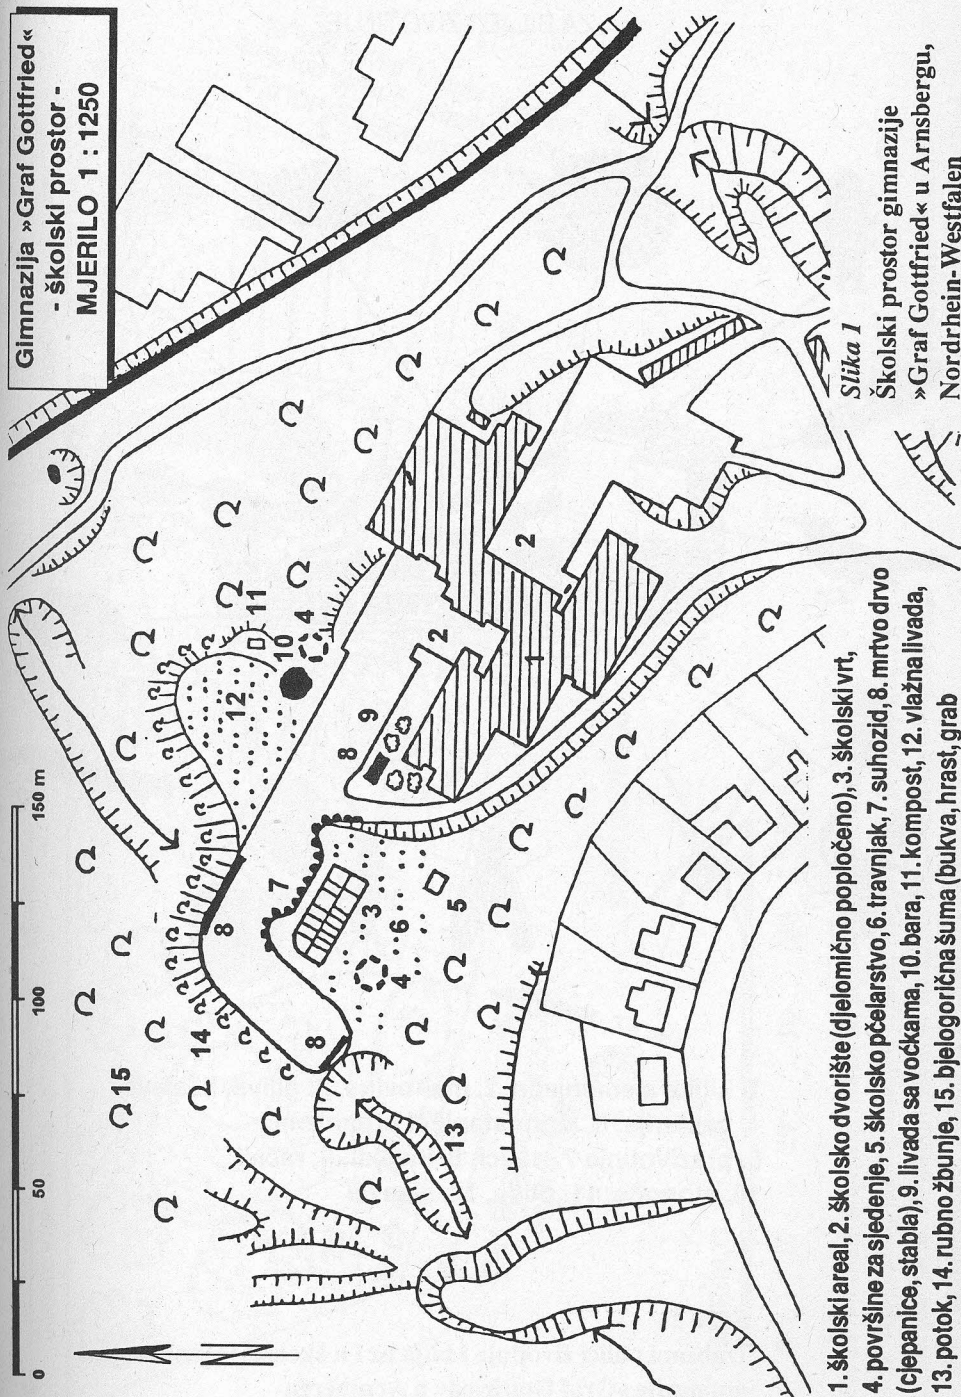 Gimnazija »Graf Gottfried«
- školski prostor -
MJERILO 1 : 1250
0
50
100
150 m
N
1
2
2
3
4
4
5
6
7
8
8
8
9
10
11
12
13
14
15
1. školski areal, 2. školsko dvorište (djelomično popločeno), 3. školski vrt,
4. površine za sjedenje, 5. školsko pčelarstvo, 6. travnjak, 7. suhozid, 8. mrtvo drvo
(cjepanice, stabla), 9. livada sa voćkama, 10. bara, 11. kompost, 12. vlažna livada,
13. potok, 14. rubno žbunje, 15. bjelogorična šuma (bukva, hrast, grab
Slika 1
Školski prostor gimnazije
»Graf Gottfried« u Arnsbergu,
Nordrhein-Westfalen